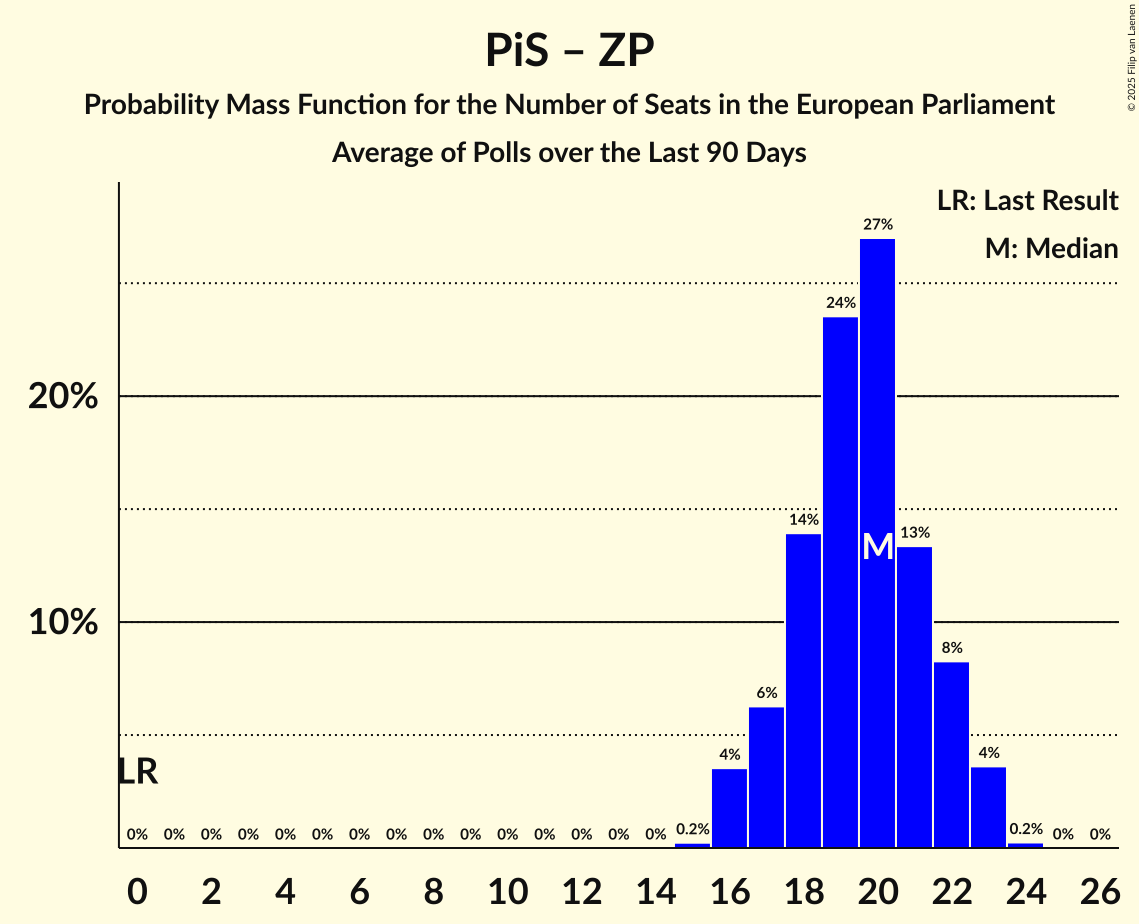 PiS – ZP
Probability Mass Function for the Number of Seats in the European Parliament
Average of Polls over the Last 90 Days
© 2025 Filip van Laenen
LR: Last Result
M: Median
27%
24%
20%
14%
M
13%
10%
8%
6%
4%
4%
LR
0% 0% 0% 0% 0% 0% 0% 0% 0% 0% 0% 0% 0% 0% 0% 0.2% 0.2% 0% 0%
0 2 4 6 8 10 12 14 16 18 20 22 24 26